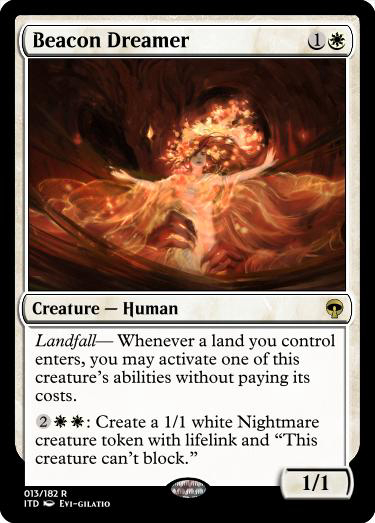 Beacon Dreamer 1
Creature — Human
Landfall— Whenever a land you control
enters, you may activate one of this
creature's abilities without paying its
costs.
2: Create a 1/1 white Nightmare
creature token with lifelink and “This
creature can't block.”
1/1
013/182 R
ITD Evi-gilatio